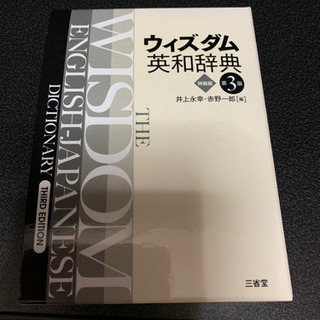 ウィズダム
英和辞典
特装版
第3版
井上永幸・赤野一郎[編]
THE
WISDOM
ENGLISH-JAPANESE
DICTIONARY
THIRD EDITION
三省堂